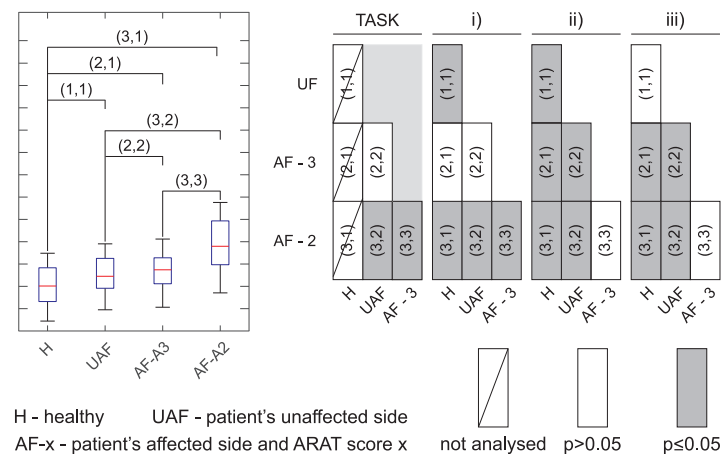 (3,1)
(2,1)
(1,1)
(3,2)
(2,2)
(3,3)
H
UAF
AF-A3
AF-A2
TASK i) ii) iii)
UF
(1,1) (1,1) (1,1) (1,1)
AF - 3
(2,1) (2,2) (2,1) (2,2) (2,1) (2,2) (2,1) (2,2)
AF - 2
(3,1) (3,2) (3,3) (3,1) (3,2) (3,3) (3,1) (3,2) (3,3) (3,1) (3,2) (3,3)
H UAF AF - 3 H UAF AF - 3 H UAF AF - 3 H UAF AF - 3
H - healthy UAF - patient's unaffected side
AF-x - patient's affected side and ARAT score x
not analysed p>0.05 p≤0.05